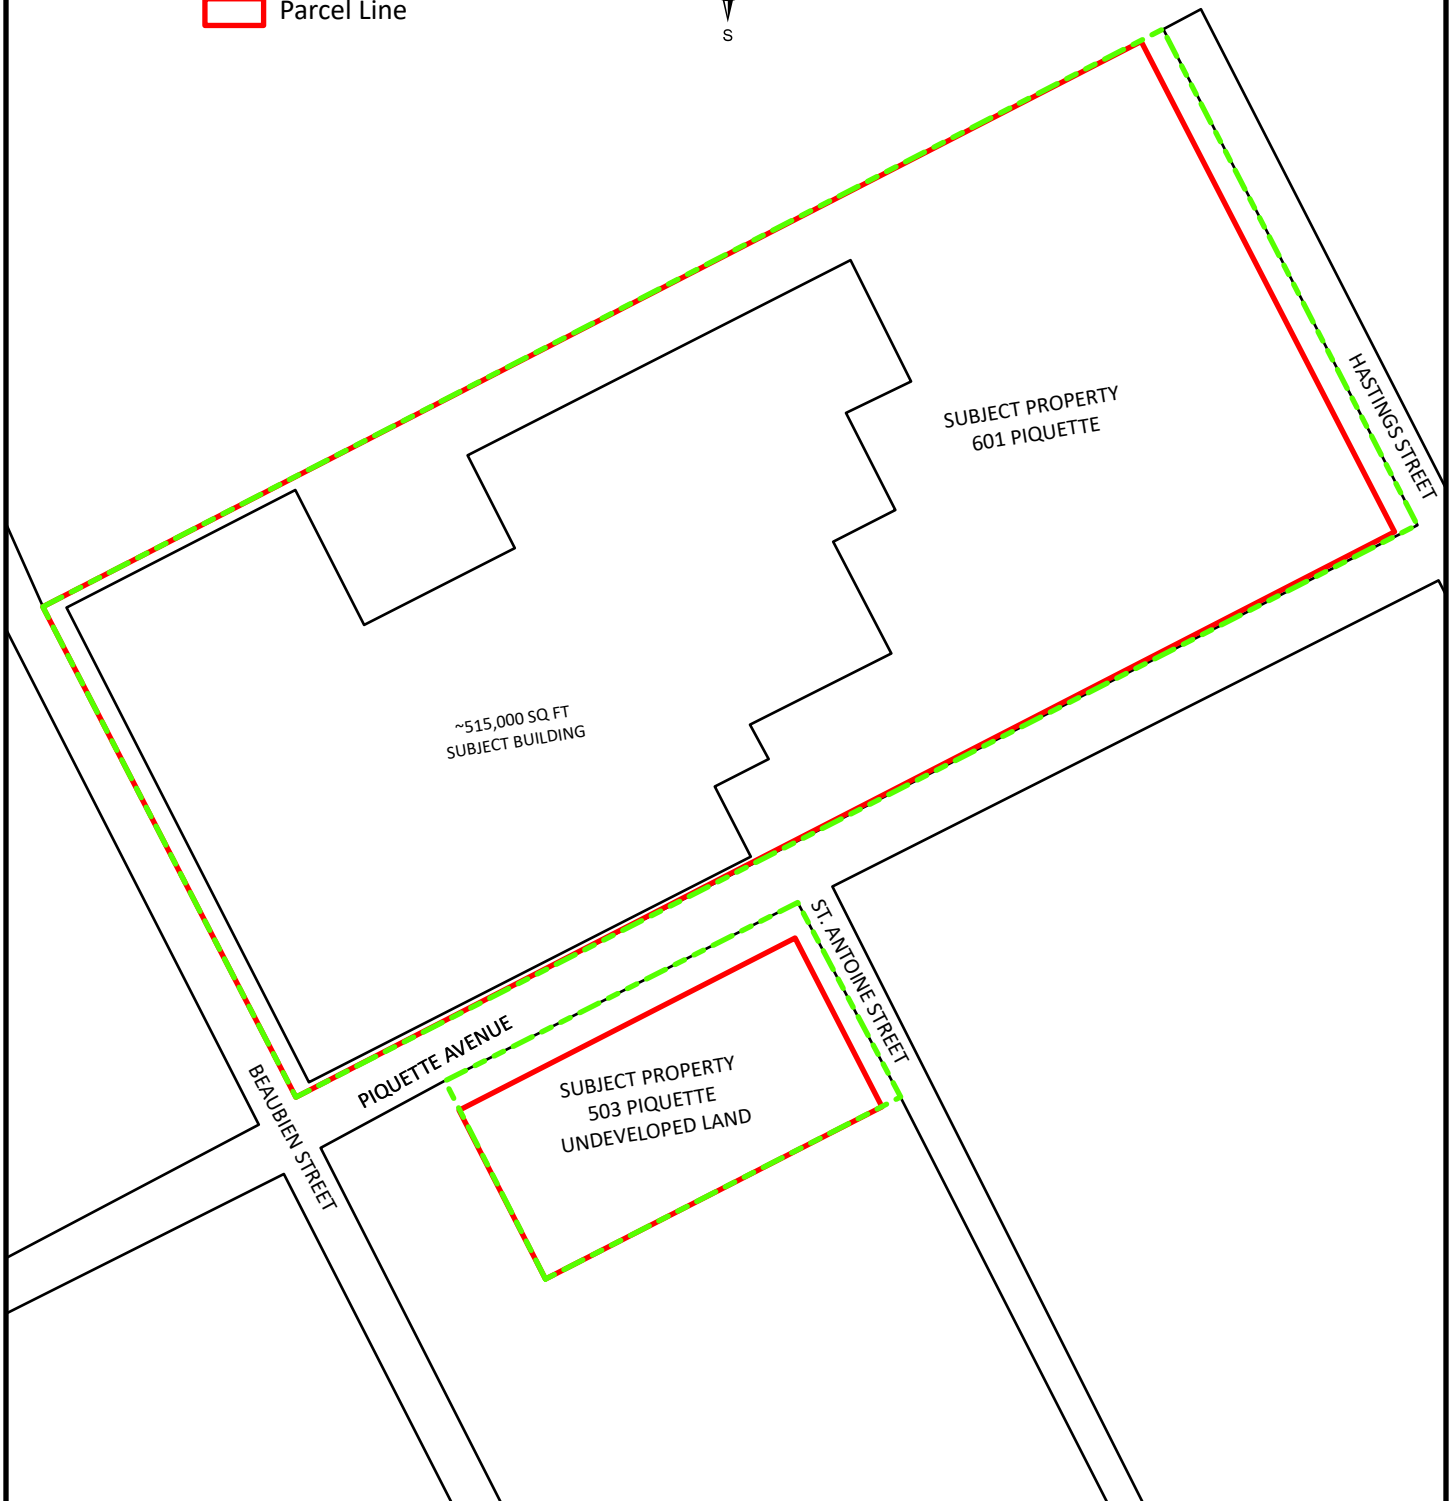 Parcel Line
S
HASTINGS STREET
SUBJECT PROPERTY
601 PIQUETTE
~515,000 SQ FT
SUBJECT BUILDING
ST. ANTOINE STREET
PIQUETTE AVENUE
BEAUBIEN STREET
SUBJECT PROPERTY
503 PIQUETTE
UNDEVELOPED LAND